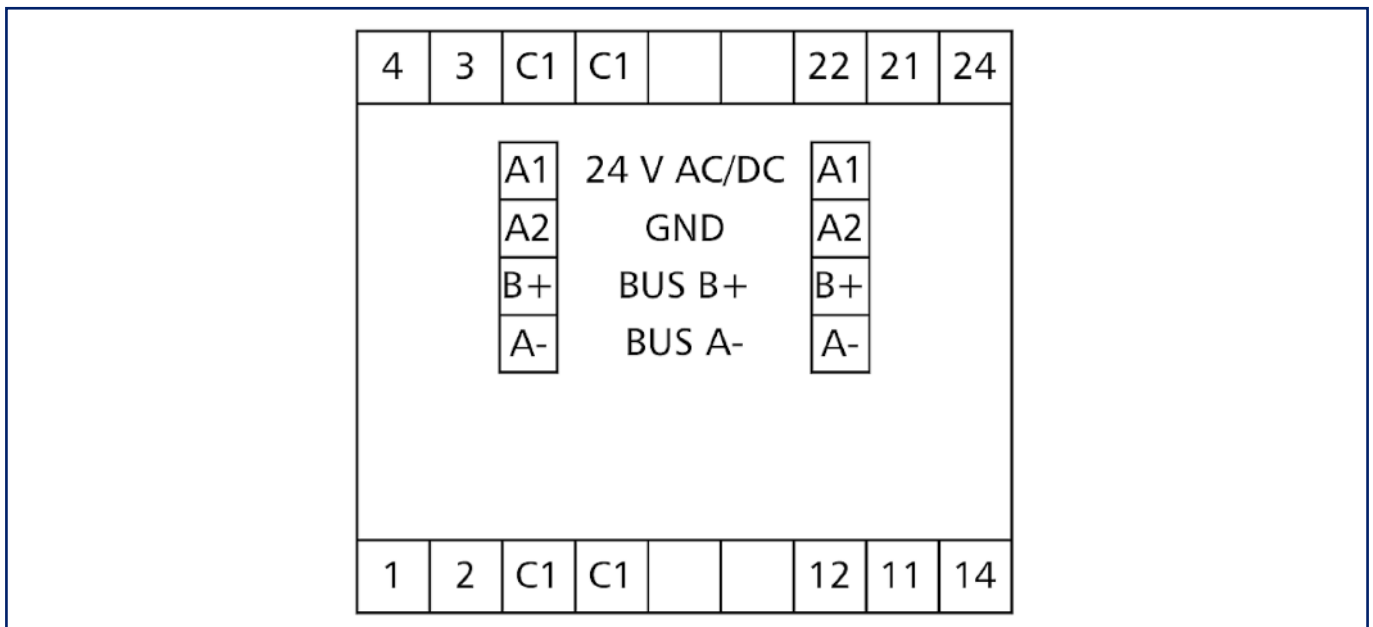 4 3 C1 C1 22 21 24
A1 24 V AC/DC A1
A2 GND A2
B+ BUS B+ B+
A- BUS A- A-
1 2 C1 C1 12 11 14